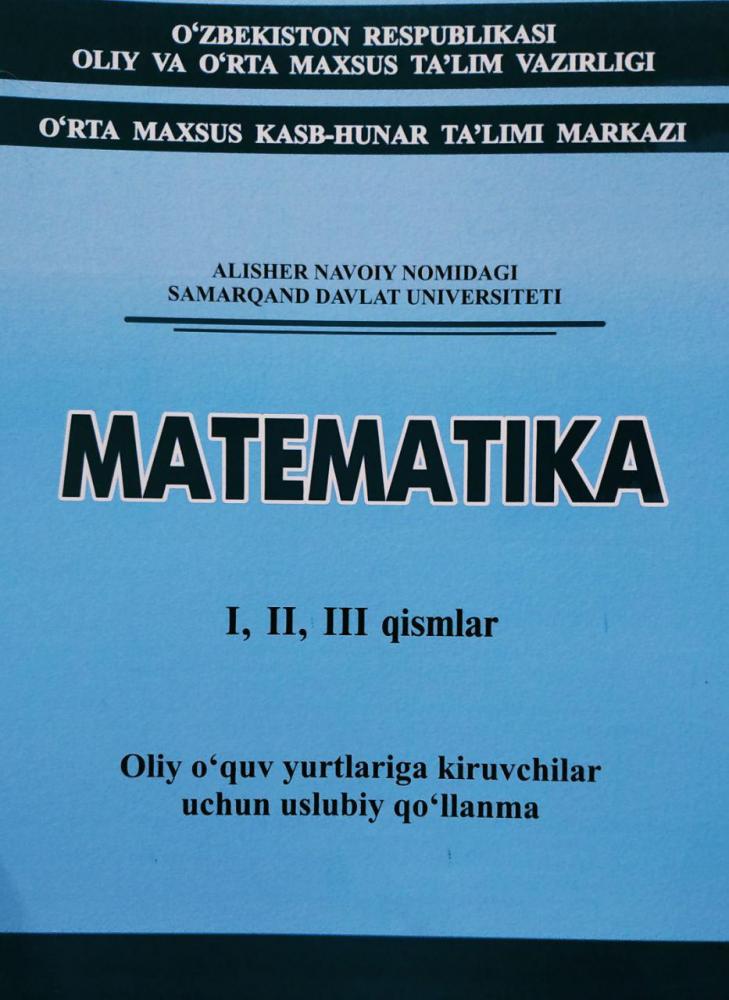 O‘ZBEKISTON RESPUBLIKASI
OLIY VA O‘RTA MAXSUS TA’LIM VAZIRLIGI
O‘RTA MAXSUS KASB-HUNAR TA’LIMI MARKAZI
ALISHER NAVOIY NOMIDAGI
SAMARQAND DAVLAT UNIVERSITETI
MATEMATIKA
I, II, III qismlar
Oliy o‘quv yurtlariga kiruvchilar
uchun uslubiy qo‘llanma